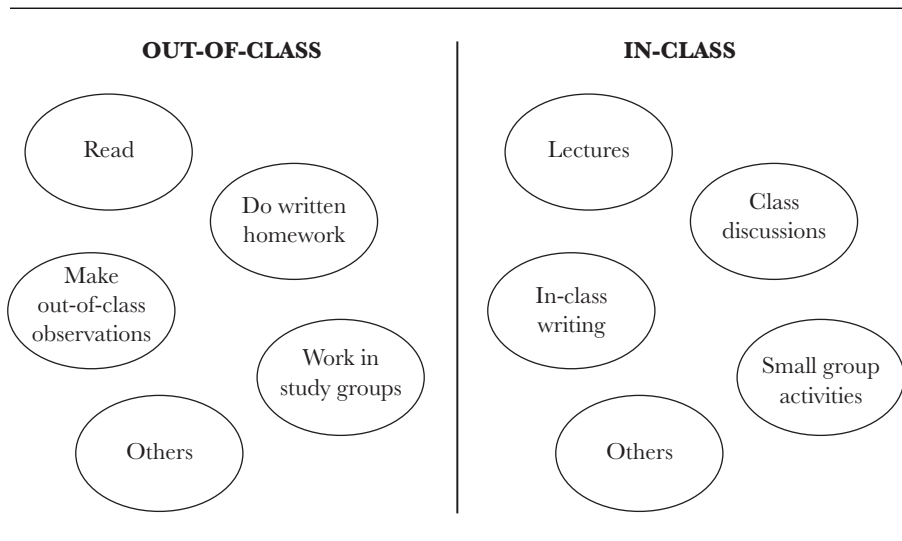 OUT-OF-CLASS
Read
Do written
homework
Make
out-of-class
observations
Work in
study groups
Others
IN-CLASS
Lectures
Class
discussions
In-class
writing
Small group
activities
Others